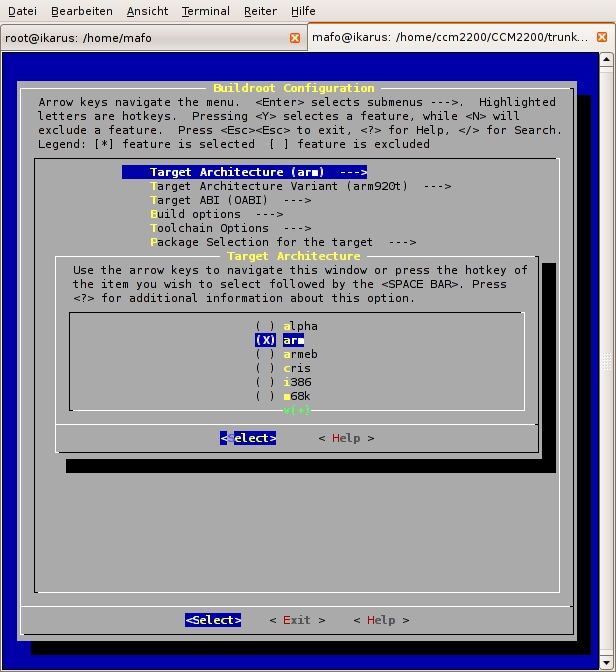 Datei Bearbeiten Ansicht Terminal Reiter Hilfe
root@ikarus: /home/mafo
mafo@ikarus: /home/ccm2200/CCM2200/trunk...
Buildroot Configuration
Arrow keys navigate the menu. <Enter> selects submenus --->. Highlighted
letters are hotkeys. Pressing <Y> selectes a feature, while <N> will
exclude a feature. Press <Esc><Esc> to exit, <?> for Help, </> for Search.
Legend: [*] feature is selected [ ] feature is excluded
Target Architecture (arm) --->
Target Architecture Variant (arm920t) --->
Target ABI (OABI) --->
Build options --->
Toolchain Options --->
Package Selection for the target --->
Target Architecture
Use the arrow keys to navigate this window or press the hotkey of
the item you wish to select followed by the <SPACE BAR>. Press
<?> for additional information about this option.
( ) alpha
(X) arm
( ) armeb
( ) cris
( ) i386
( ) m68k
v(+)
<Select> < Help >
<Select> < Exit > < Help >